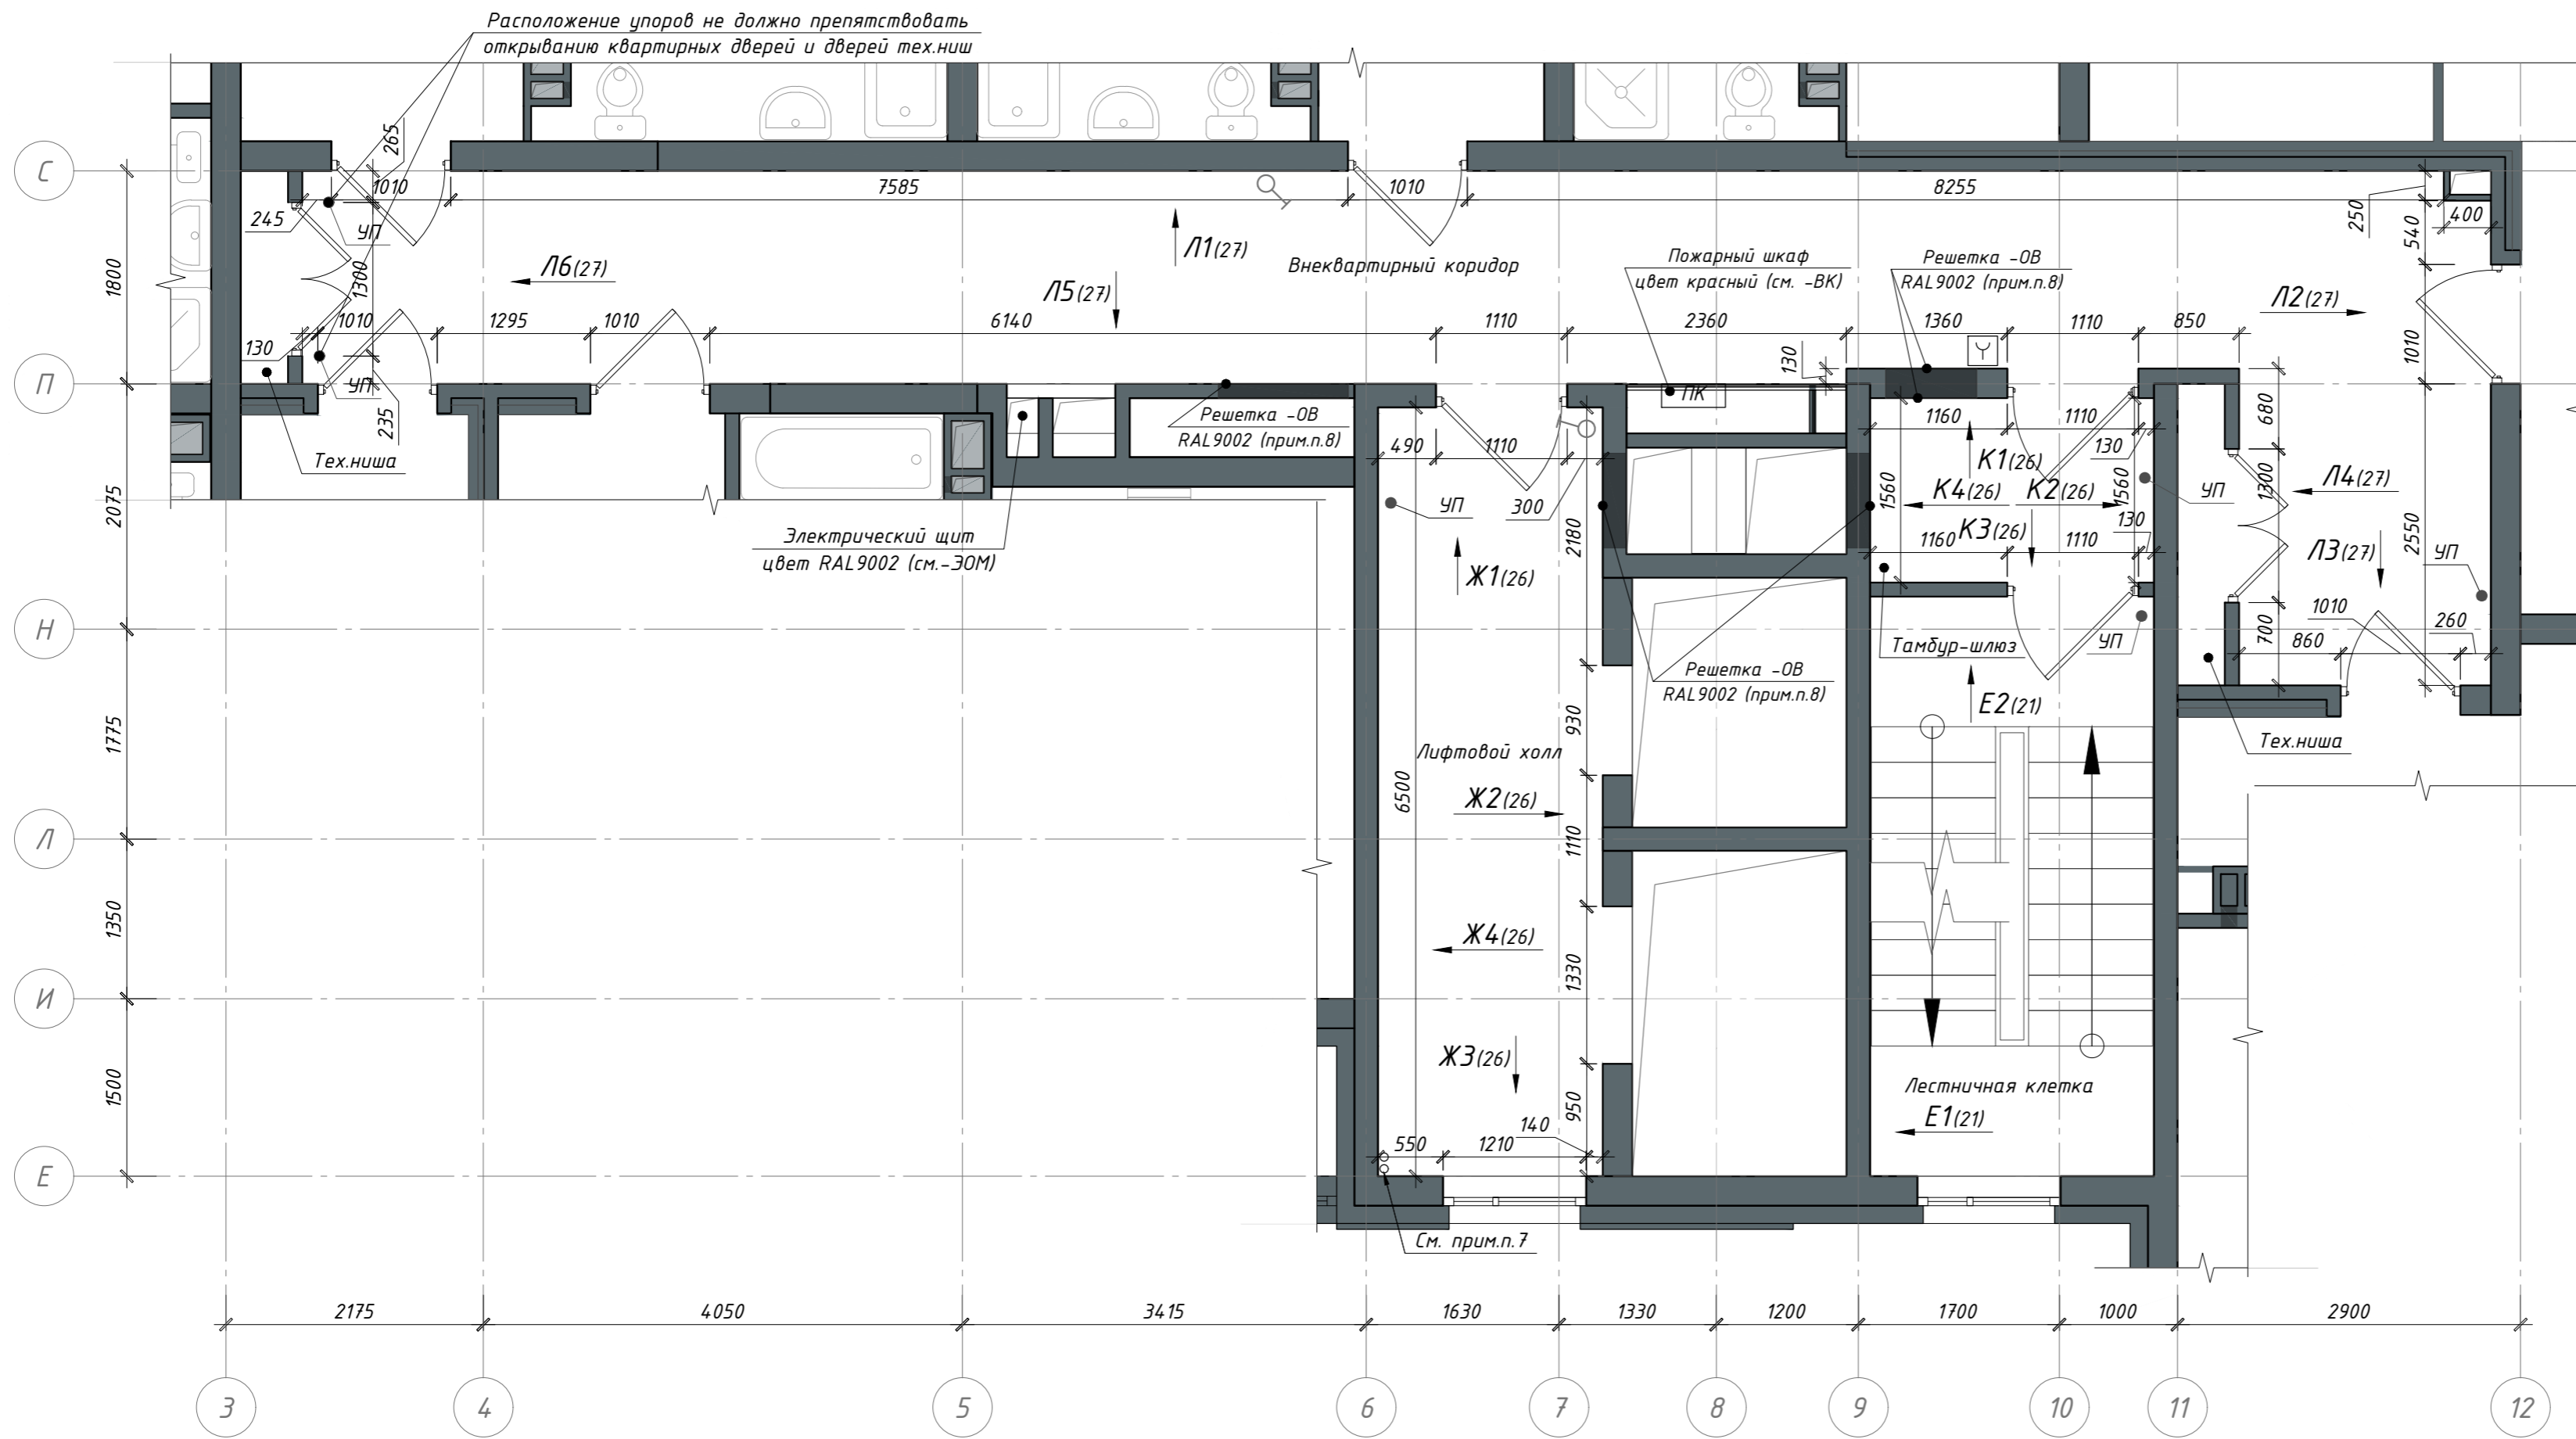 Расположение упоров не должно препятствовать
открыванию квартирных дверей и дверей тех.ниш
С
П
Н
Л
И
Е
1800
2075
1775
1350
1500
265
1010
7585
1010
8255
245
УП
1300
250
400
540
Л6(27)
Л5(27)
Л1(27)
Внеквартирный коридор
Пожарный шкаф
цвет красный (см. -ВК)
Решетка -ОВ
RAL9002 (прим.п.8)
Л2(27)
1010
1295
1010
6140
1110
2360
1360
1110
850
130
УП
235
130
1010
Тех.ниша
Решетка -ОВ
RAL9002 (прим.п.8)
ПК
490
1110
1160
1110
130
680
К1(26)
К4(26)
К2(26)
1560
1560
УП
1300
Л4(27)
УП
300
2180
Электрический щит
цвет RAL9002 (см.-ЭОМ)
1160
К3(26)
1110
130
Л3(27)
2550
УП
Ж1(26)
1010
260
700
860
Решетка -ОВ
RAL9002 (прим.п.8)
Тамбур-шлюз
УП
Е2(21)
930
Лифтовой холл
Тех.ниша
6500
Ж2(26)
1110
Ж4(26)
1330
Ж3(26)
950
Лестничная клетка
Е1(21)
550
1210
140
См. прим.п.7
2175
4050
3415
1630
1330
1200
1700
1000
2900
3
4
5
6
7
8
9
10
11
12